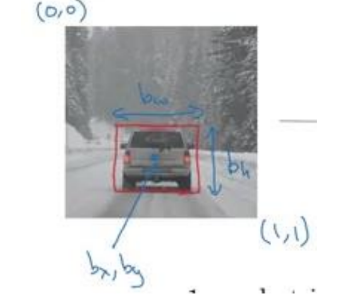 (0,0)
bw
bh
(1,1)
bx, by